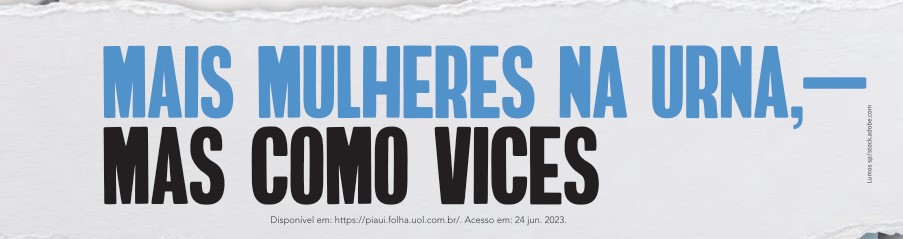 MAIS MULHERES NA URNA,—
MAS COMO VICES
Disponível em: https://piaui.folha.uol.com.br/. Acesso em: 24 jun. 2023.
Lumos sp/stock.adobe.com